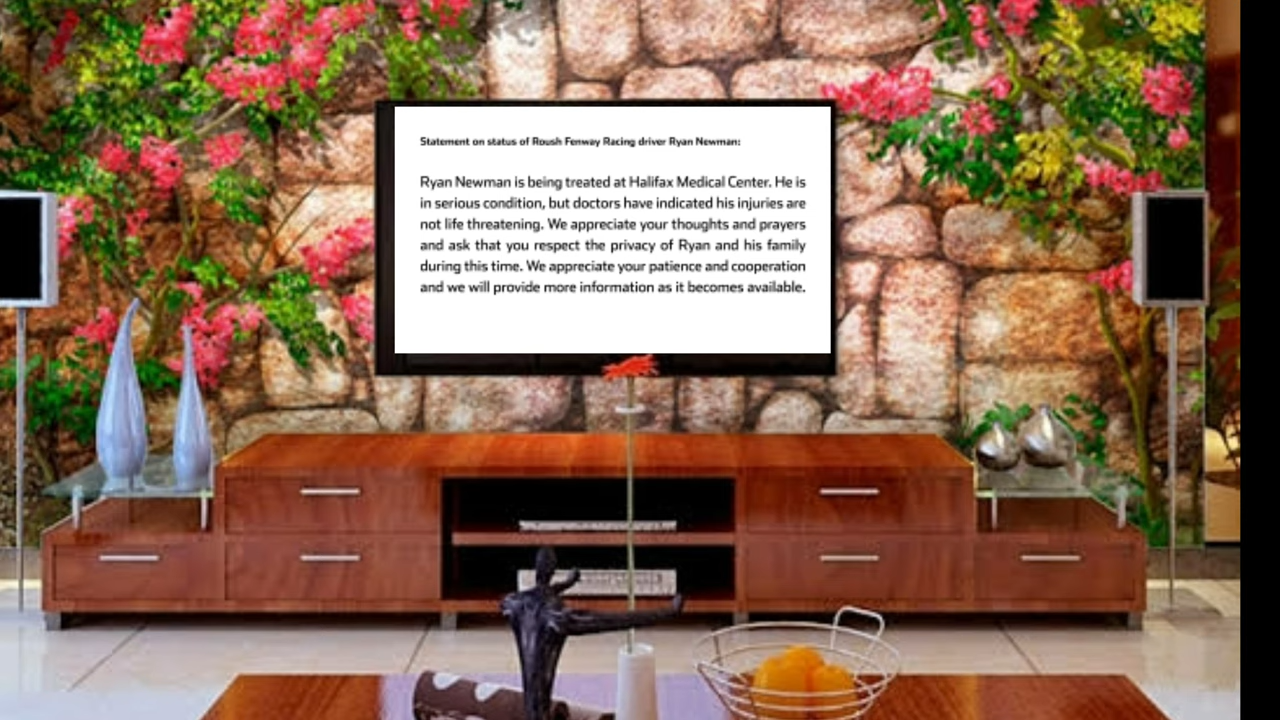 Statement on status of Roush Fenway Racing driver Ryan Newman:
Ryan Newman is being treated at Halifax Medical Center. He is
in serious condition, but doctors have indicated his injuries are
not life threatening. We appreciate your thoughts and prayers
and ask that you respect the privacy of Ryan and his family
during this time. We appreciate your patience and cooperation
and we will provide more information as it becomes available.